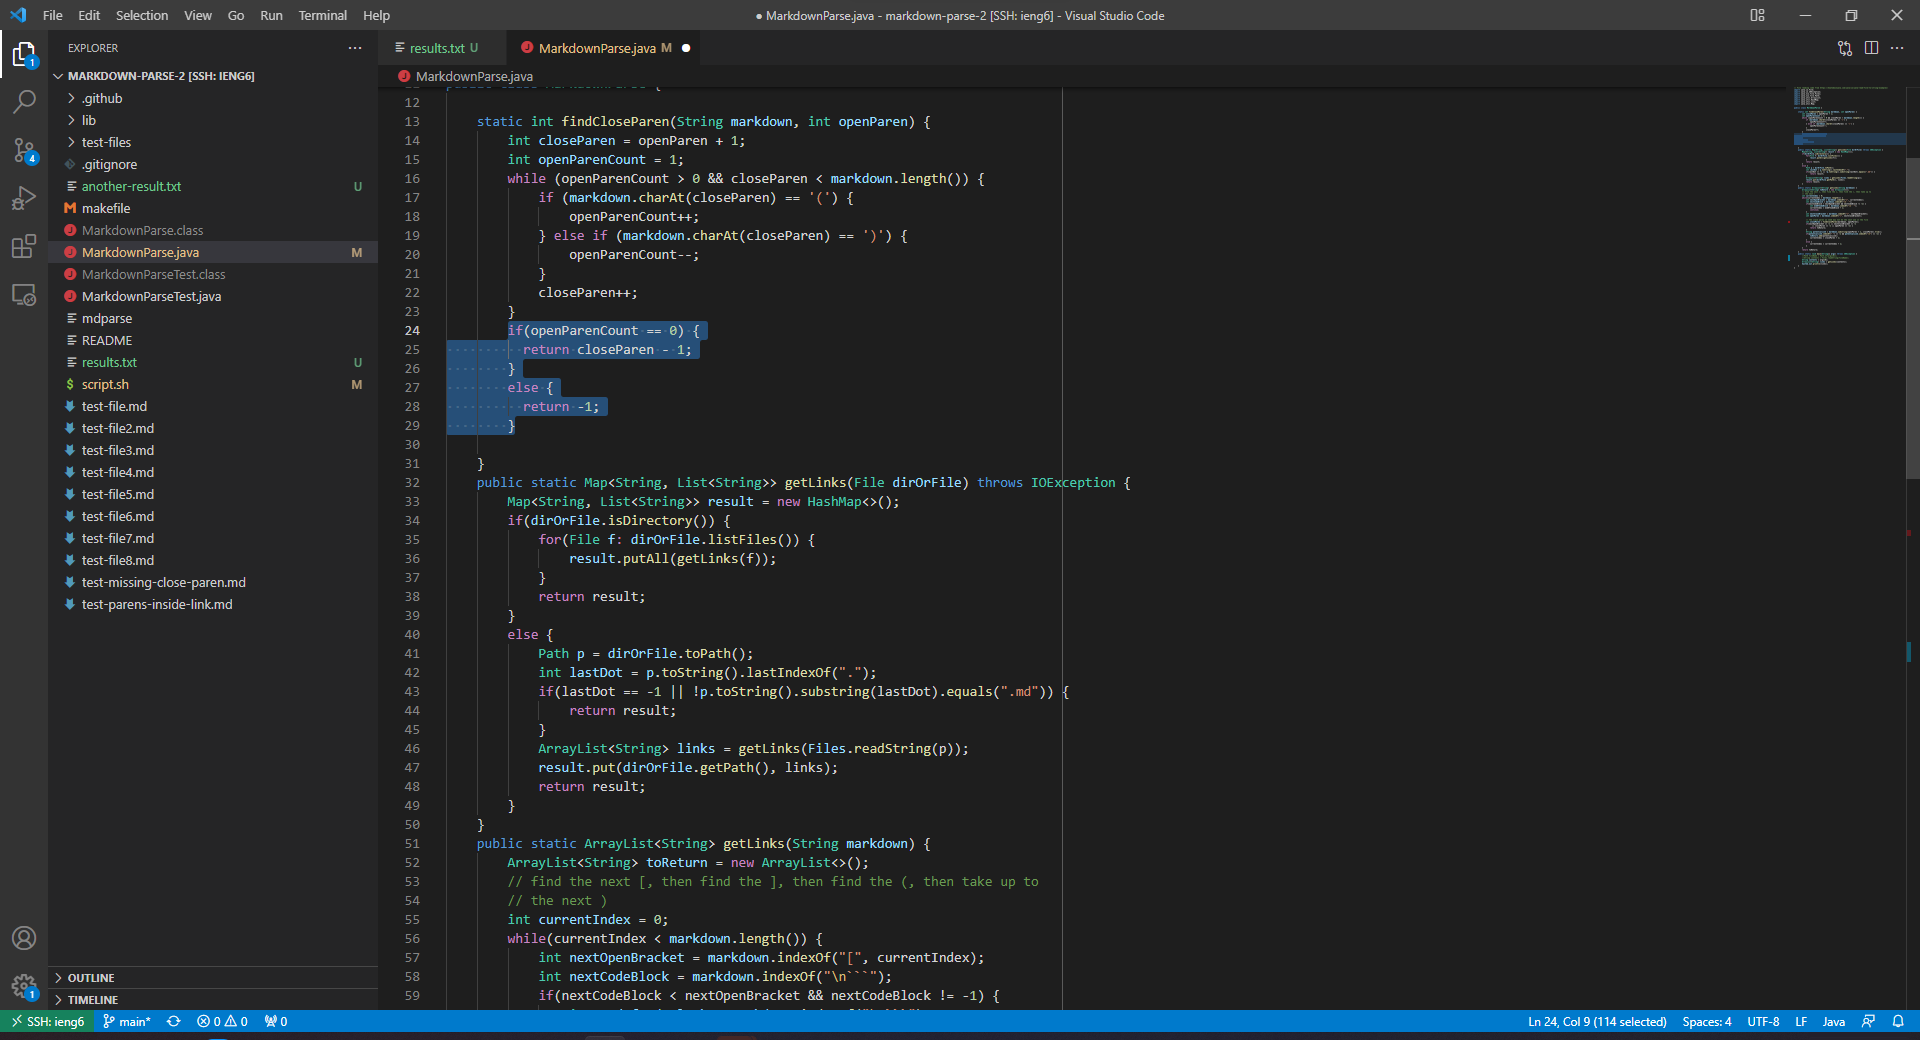 File Edit Selection View Go Run Terminal Help
● MarkdownParse.java - markdown-parse-2 [SSH: ieng6] - Visual Studio Code
EXPLORER
results.txt U
MarkdownParse.java M
MARKDOWN-PARSE-2 [SSH: IENG6]
.github
lib
test-files
.gitignore
another-result.txt U
makefile
MarkdownParse.class
MarkdownParse.java M
MarkdownParseTest.class
MarkdownParseTest.java
mdparse
README
results.txt U
script.sh M
test-file.md
test-file2.md
test-file3.md
test-file4.md
test-file5.md
test-file6.md
test-file7.md
test-file8.md
test-missing-close-paren.md
test-parens-inside-link.md
OUTLINE
TIMELINE
1
4
1
MarkdownParse.java
12
13 static int findCloseParen(String markdown, int openParen) {
14 int closeParen = openParen + 1;
15 int openParenCount = 1;
16 while (openParenCount > 0 && closeParen < markdown.length()) {
17 if (markdown.charAt(closeParen) == '(') {
18 openParenCount++;
19 } else if (markdown.charAt(closeParen) == ')') {
20 openParenCount--;
21 }
22 closeParen++;
23 }
24 if(openParenCount == 0) {
25 return closeParen - 1;
26 }
27 else {
28 return -1;
29 }
30
31 }
32 public static Map<String, List<String>> getLinks(File dirOrFile) throws IOException {
33 Map<String, List<String>> result = new HashMap<>();
34 if(dirOrFile.isDirectory()) {
35 for(File f: dirOrFile.listFiles()) {
36 result.putAll(getLinks(f));
37 }
38 return result;
39 }
40 else {
41 Path p = dirOrFile.toPath();
42 int lastDot = p.toString().lastIndexOf(".");
43 if(lastDot == -1 || !p.toString().substring(lastDot).equals(".md")) {
44 return result;
45 }
46 ArrayList<String> links = getLinks(Files.readString(p));
47 result.put(dirOrFile.getPath(), links);
48 return result;
49 }
50 }
51 public static ArrayList<String> getLinks(String markdown) {
52 ArrayList<String> toReturn = new ArrayList<>();
53 // find the next [, then find the ], then find the (, then take up to
54 // the next )
55 int currentIndex = 0;
56 while(currentIndex < markdown.length()) {
57 int nextOpenBracket = markdown.indexOf("[", currentIndex);
58 int nextCodeBlock = markdown.indexOf("\n```");
59 if(nextCodeBlock < nextOpenBracket && nextCodeBlock != -1) {
SSH: ieng6 main* 0 0 0
Ln 24, Col 9 (114 selected) Spaces: 4 UTF-8 LF Java